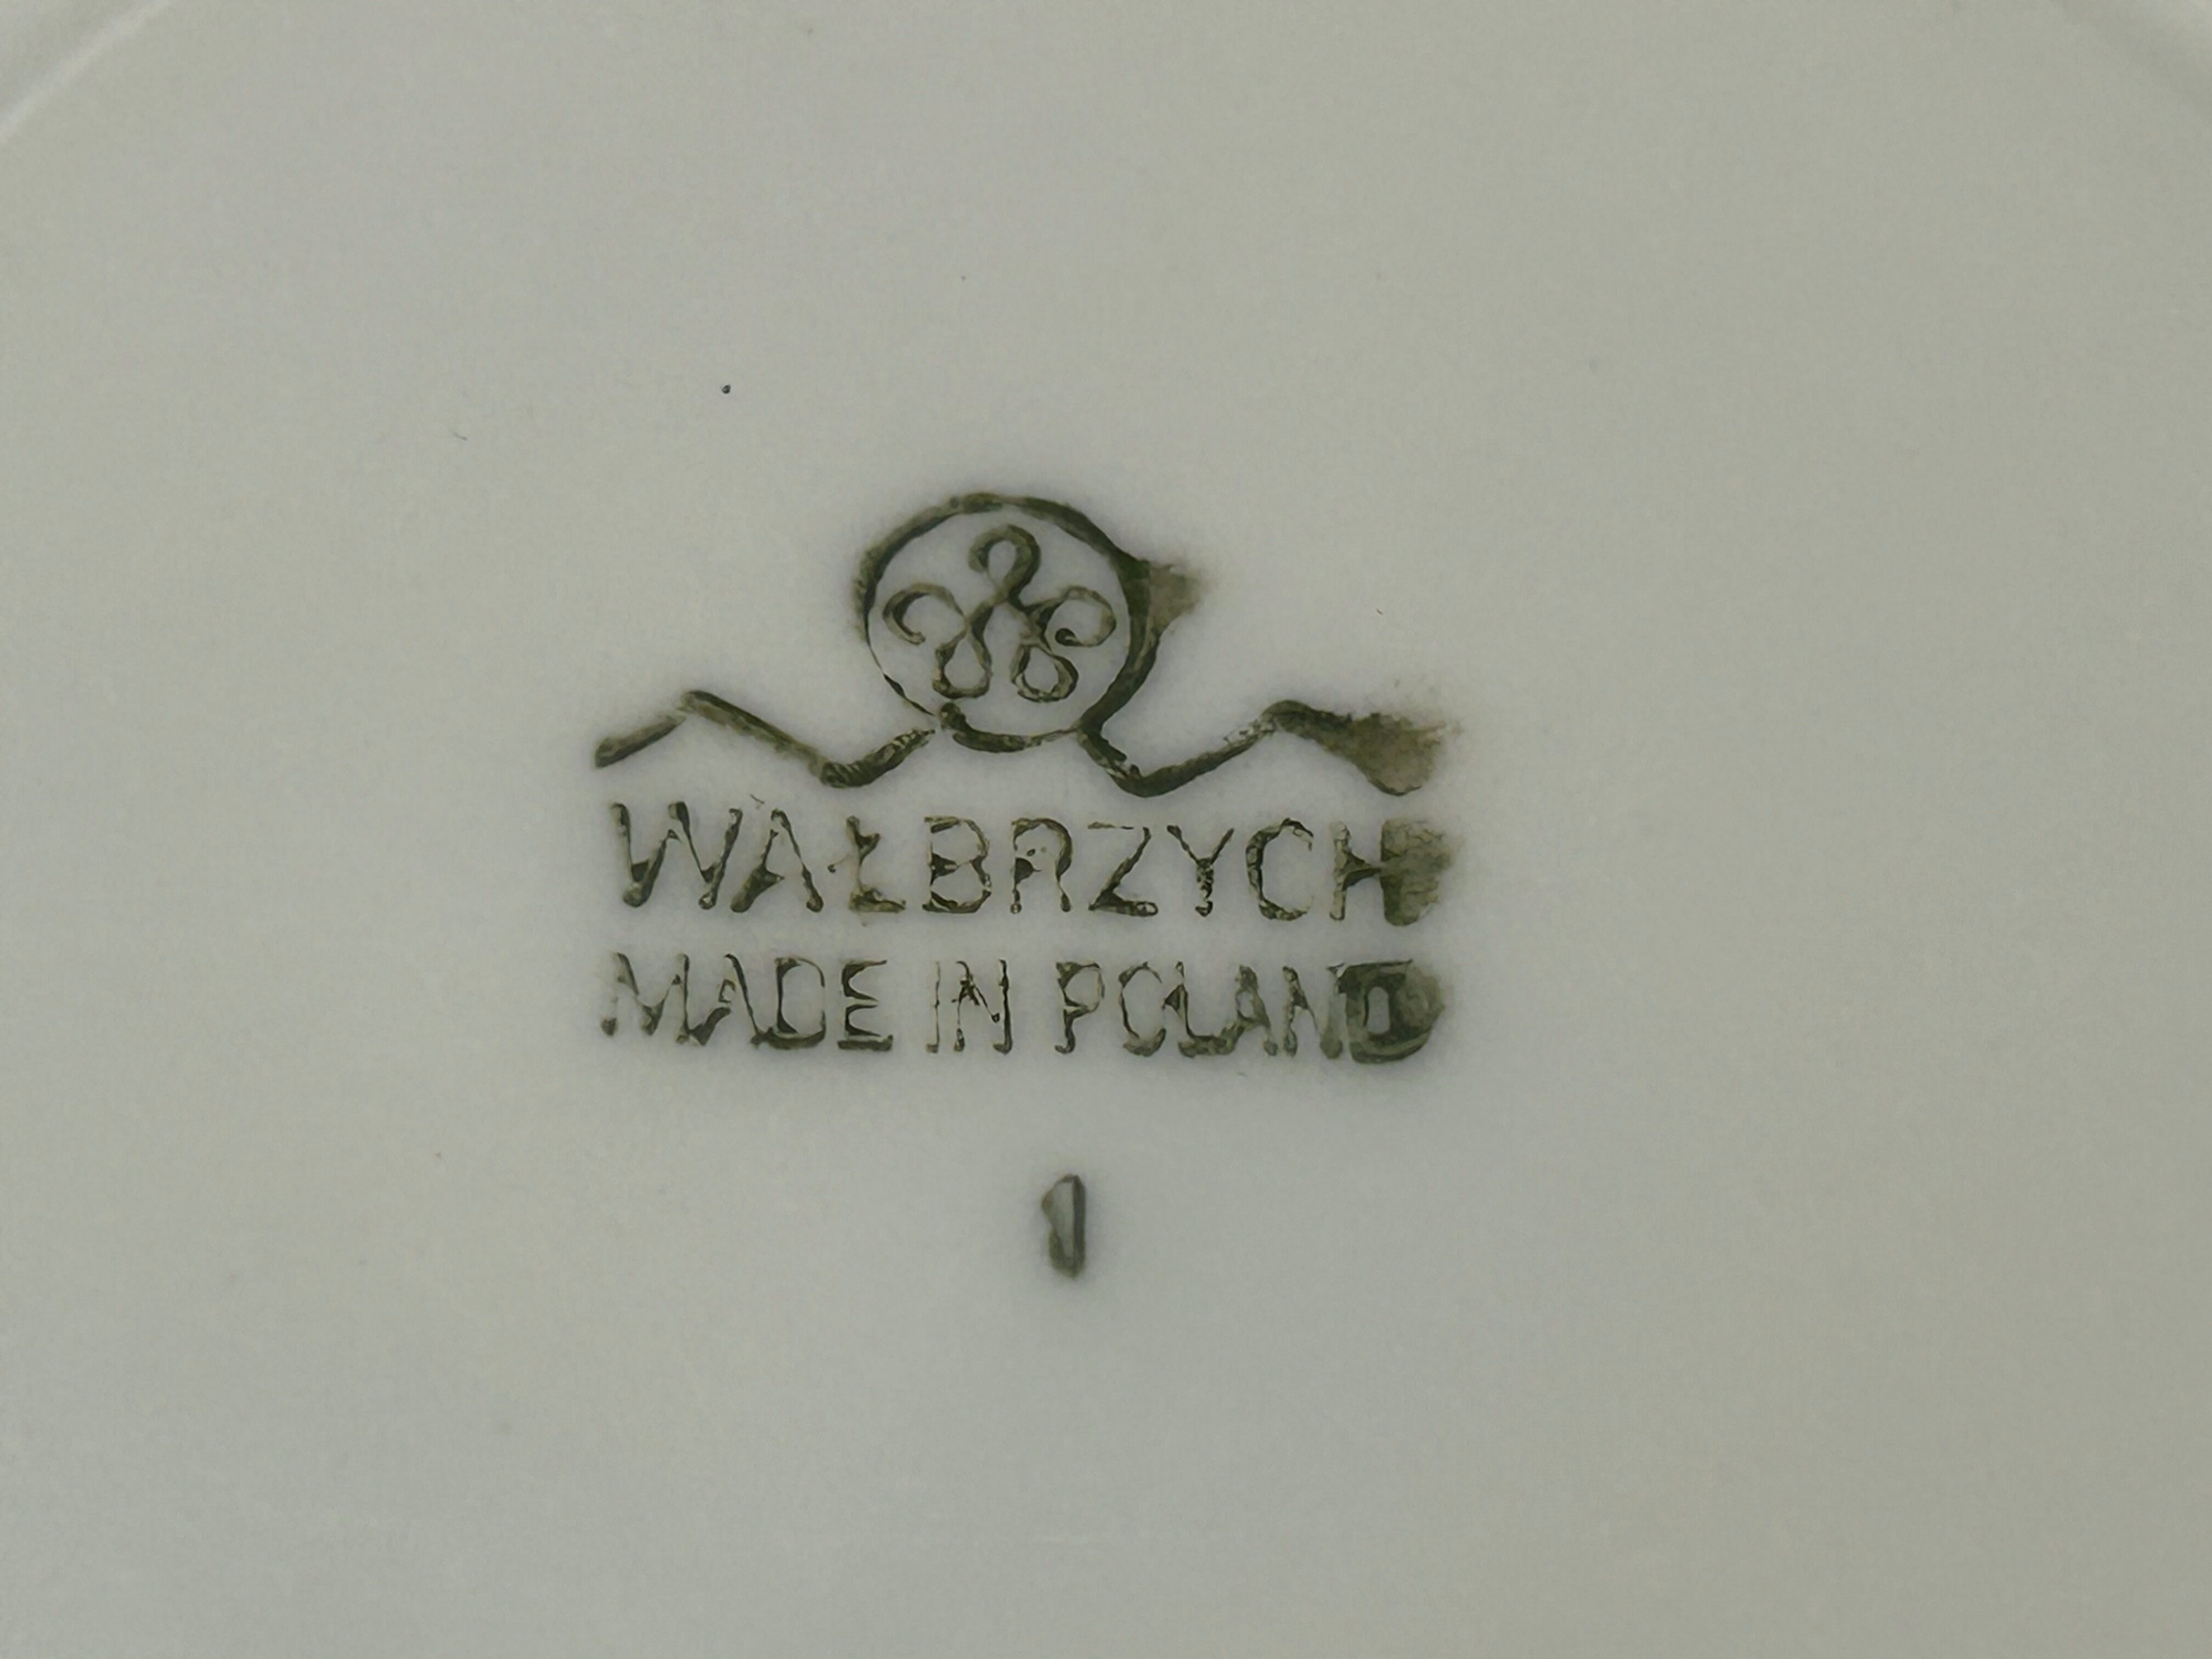 WAŁBRZYCH
MADE IN POLAND
1